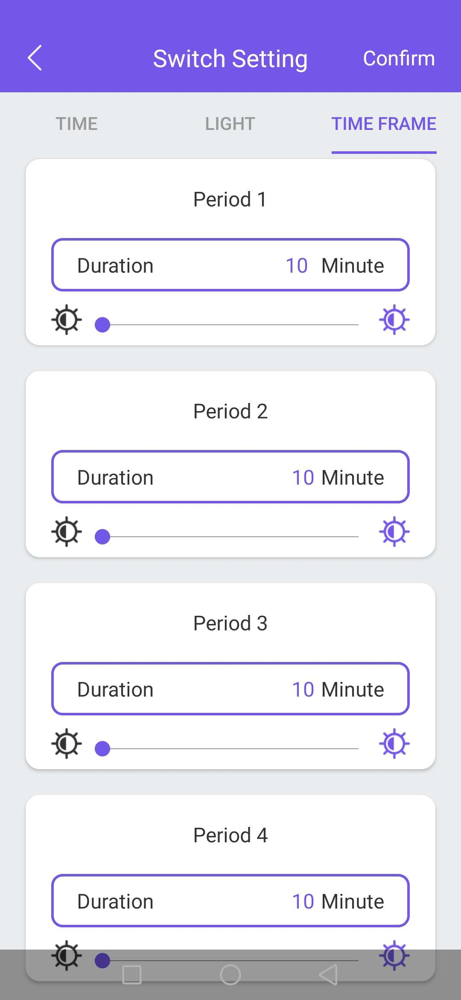 Switch Setting Confirm
TIME LIGHT TIME FRAME
Period 1
Duration 10 Minute
Period 2
Duration 10 Minute
Period 3
Duration 10 Minute
Period 4
Duration 10 Minute